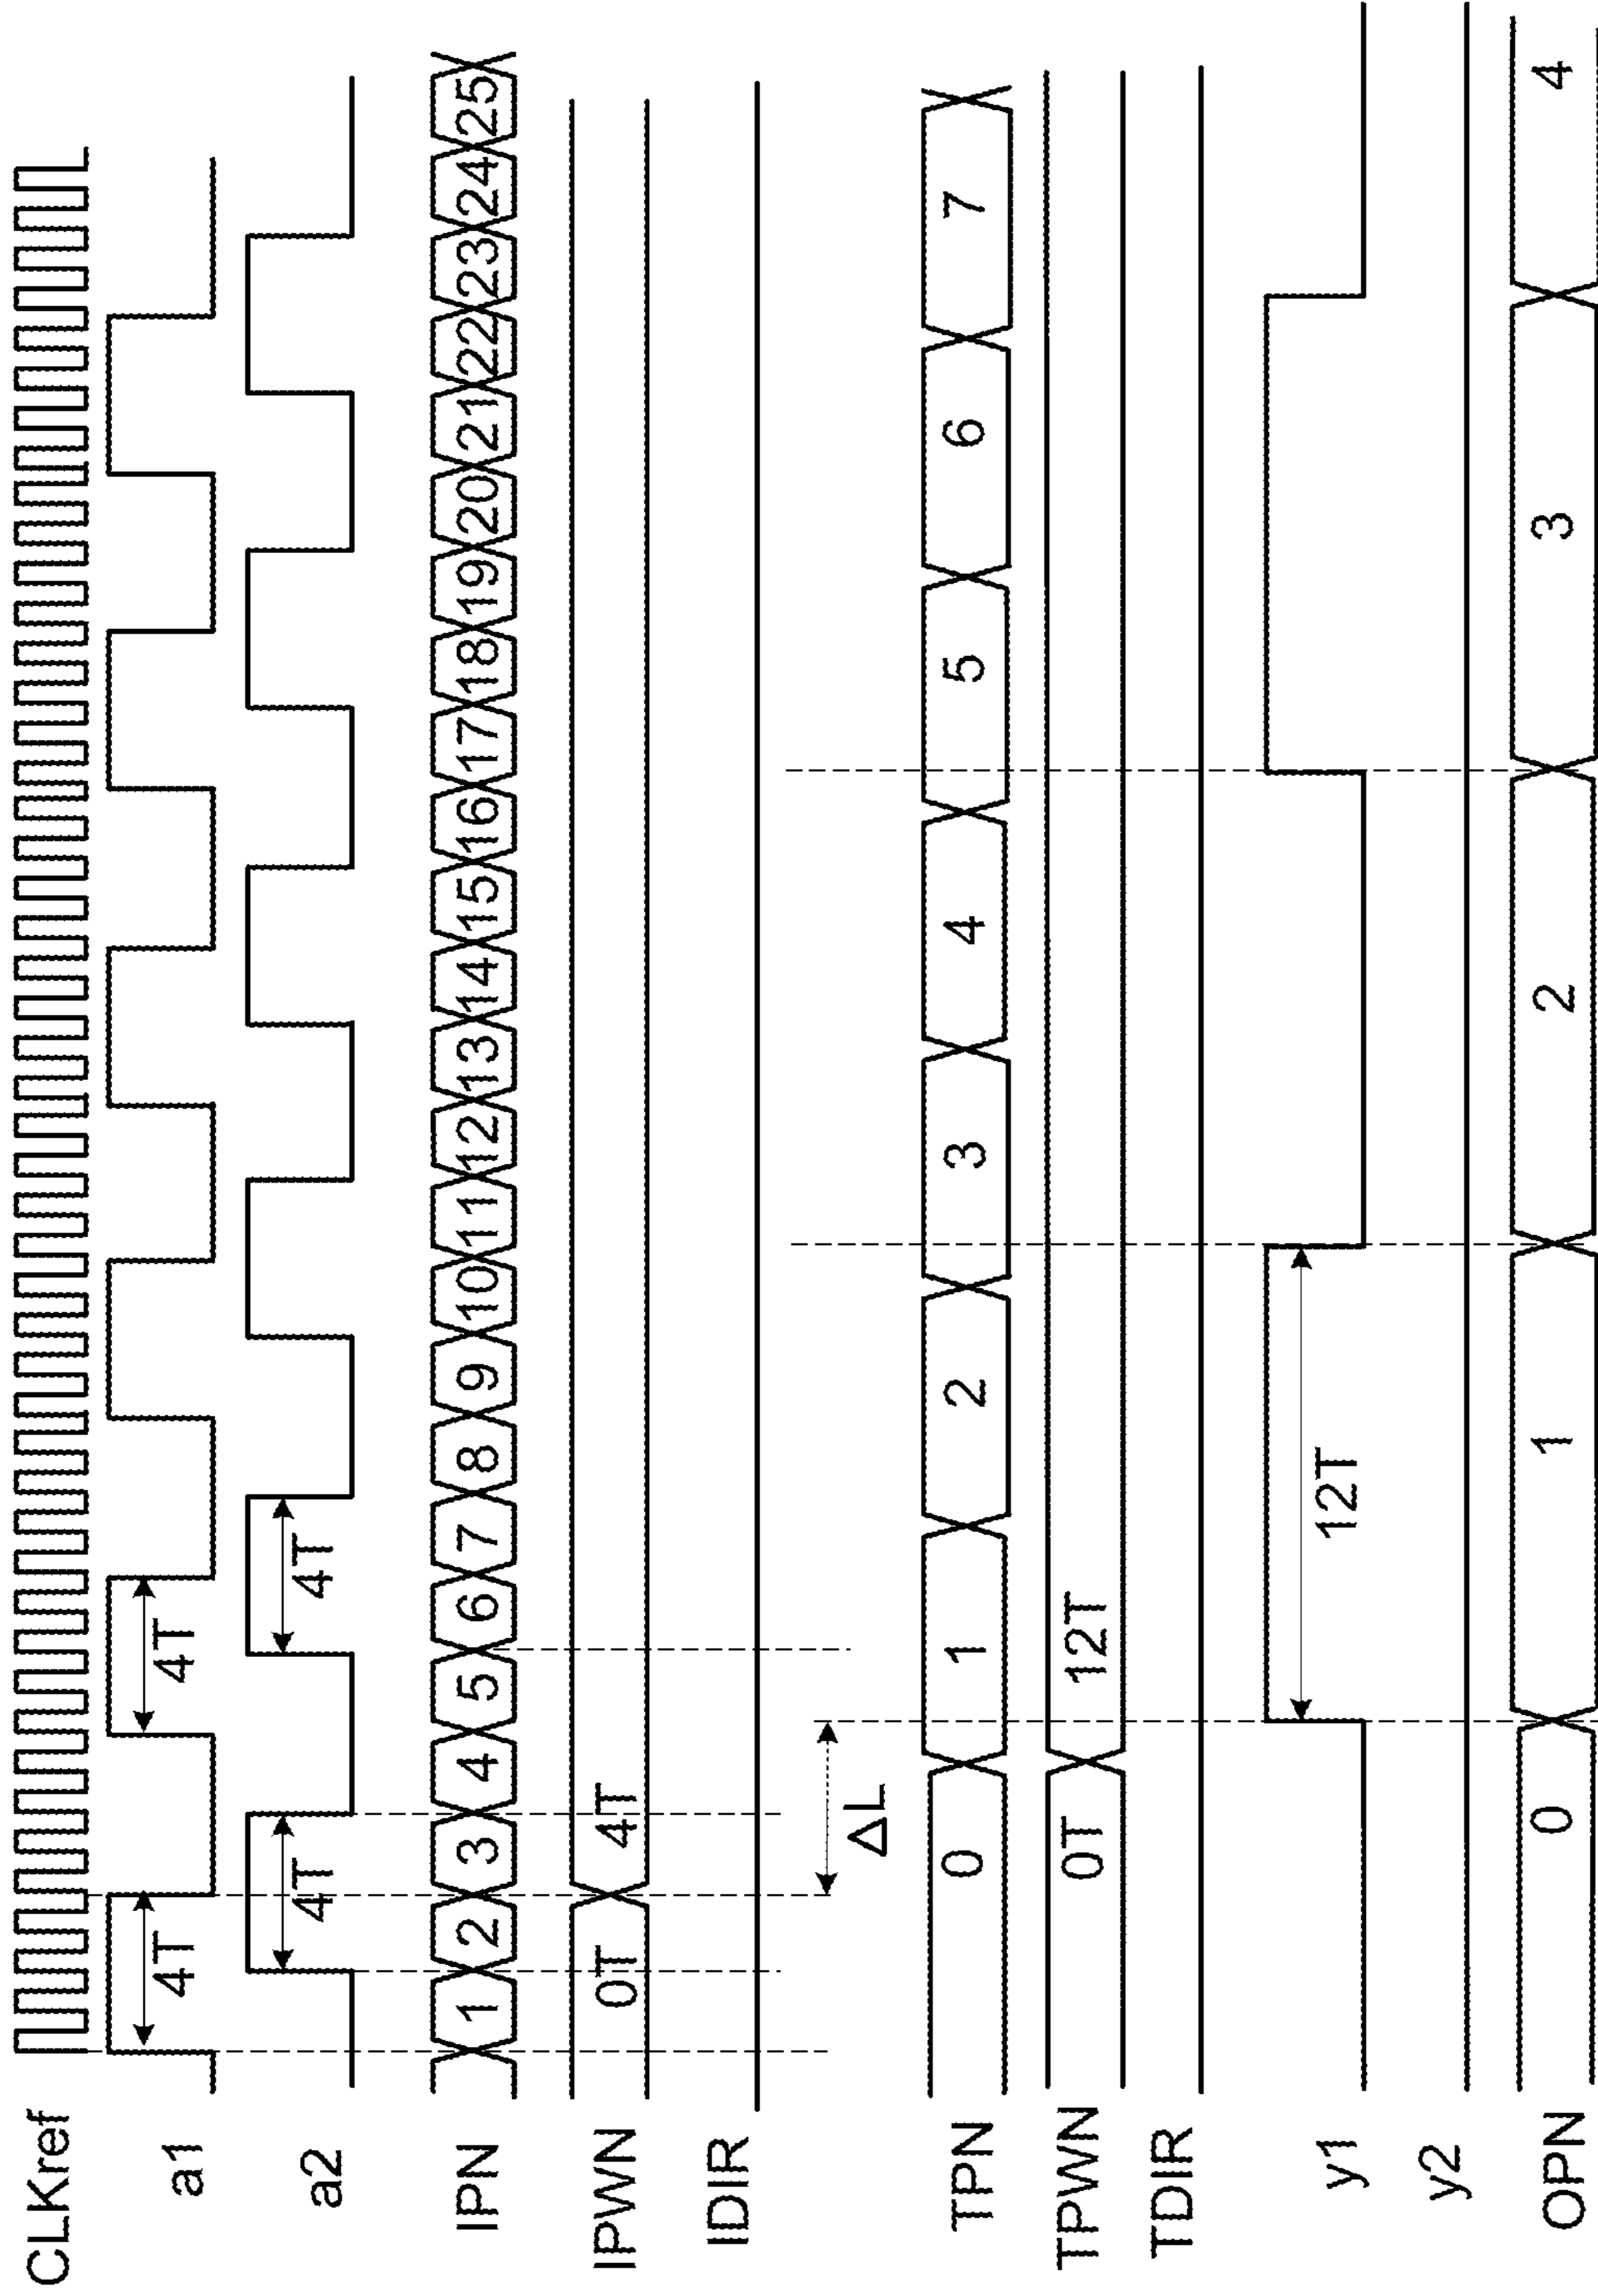 CLKref
a1 4T 4T
a2 4T 4T
IPN 1 2 3 4 5 6 7 8 9 10 11 12 13 14 15 16 17 18 19 20 21 22 23 24 25
IPWN 0T 4T
IDIR
ΔL
TPN 0 1 2 3 4 5 6 7
TPWN 0T 12T
TDIR
y1 12T
y2
OPN 0 1 2 3 4